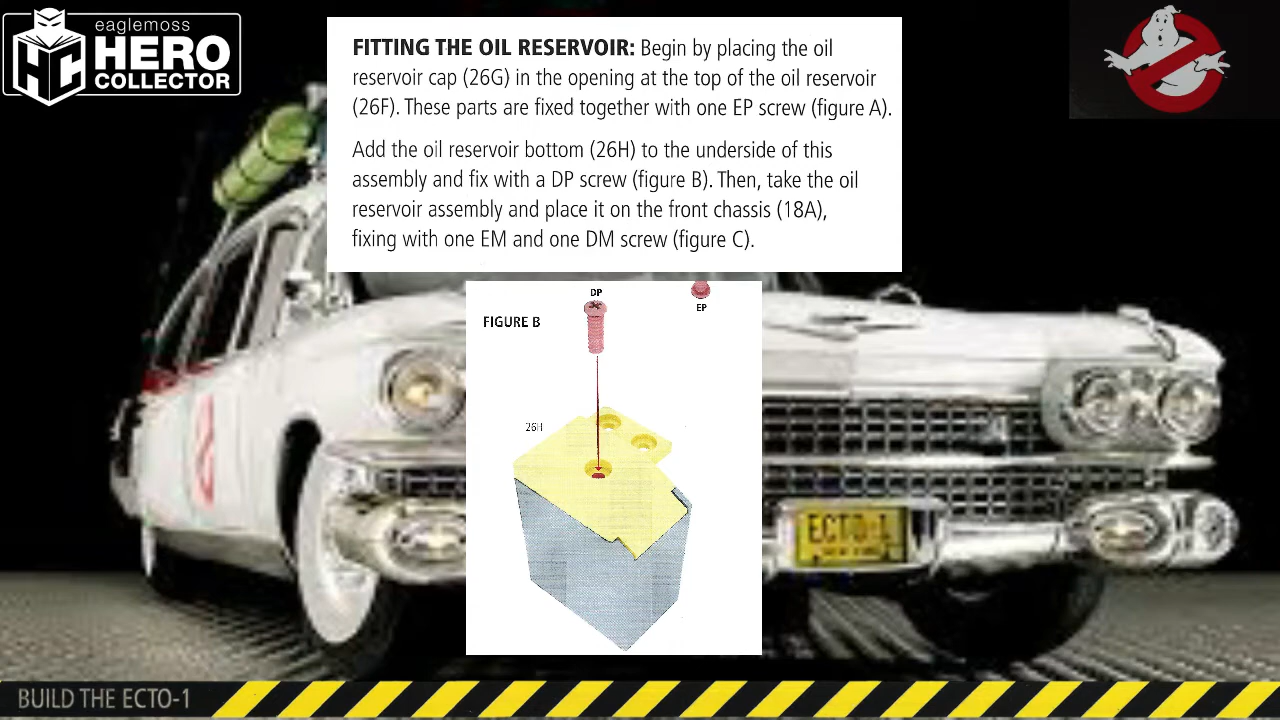 eaglemoss
HERO
COLLECTOR
FITTING THE OIL RESERVOIR: Begin by placing the oil
reservoir cap (26G) in the opening at the top of the oil reservoir
(26F). These parts are fixed together with one EP screw (figure A).
Add the oil reservoir bottom (26H) to the underside of this
assembly and fix with a DP screw (figure B). Then, take the oil
reservoir assembly and place it on the front chassis (18A),
fixing with one EM and one DM screw (figure C).
DP
EP
FIGURE B
26H
ECTO-1
BUILD THE ECTO-1